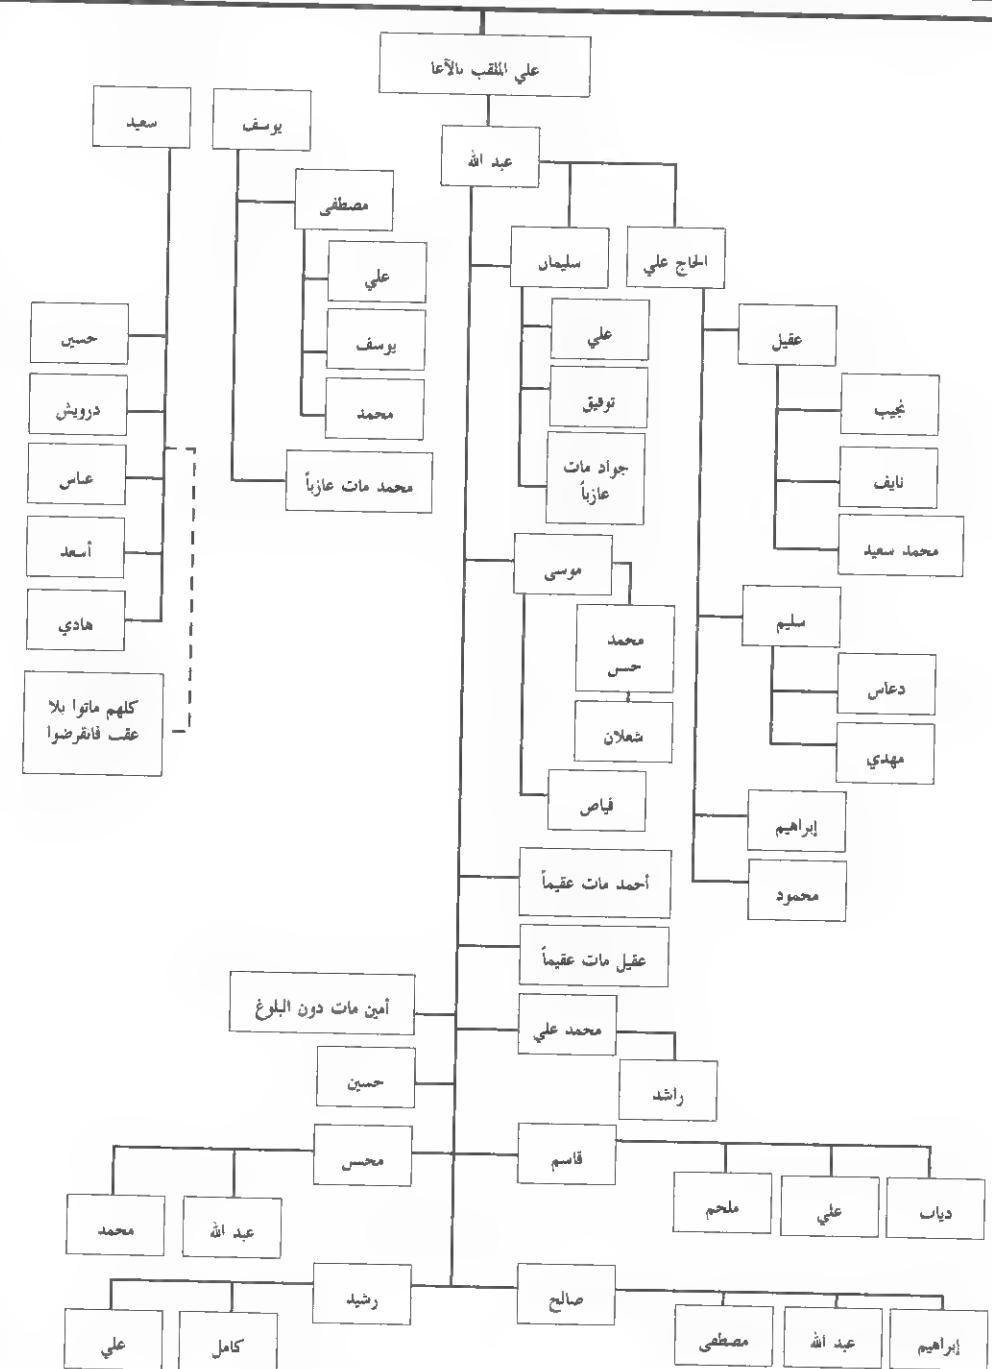 علي الملقب بالآغا
سعيد
يوسف
عبد الله
مصطفى
علي
يوسف
محمد
محمد مات عازباً
حسين
درويش
عباس
أسعد
هادي
كلهم ماتوا بلا
عقب فانقرضوا
الحاج علي
سليمان
عقيل
نجيب
نايف
محمد سعيد
سليم
دعاس
مهدي
إبراهيم
محمود
علي
توفيق
جواد مات
عازباً
موسى
محمد
حسن
شعلان
فياض
أحمد مات عقيماً
عقيل مات عقيماً
أمين مات دون البلوغ
محمد علي
راشد
حسين
قاسم
دياب
علي
ملحم
محسن
عبد الله
محمد
صالح
إبراهيم
عبد الله
مصطفى
رشيد
كامل
علي